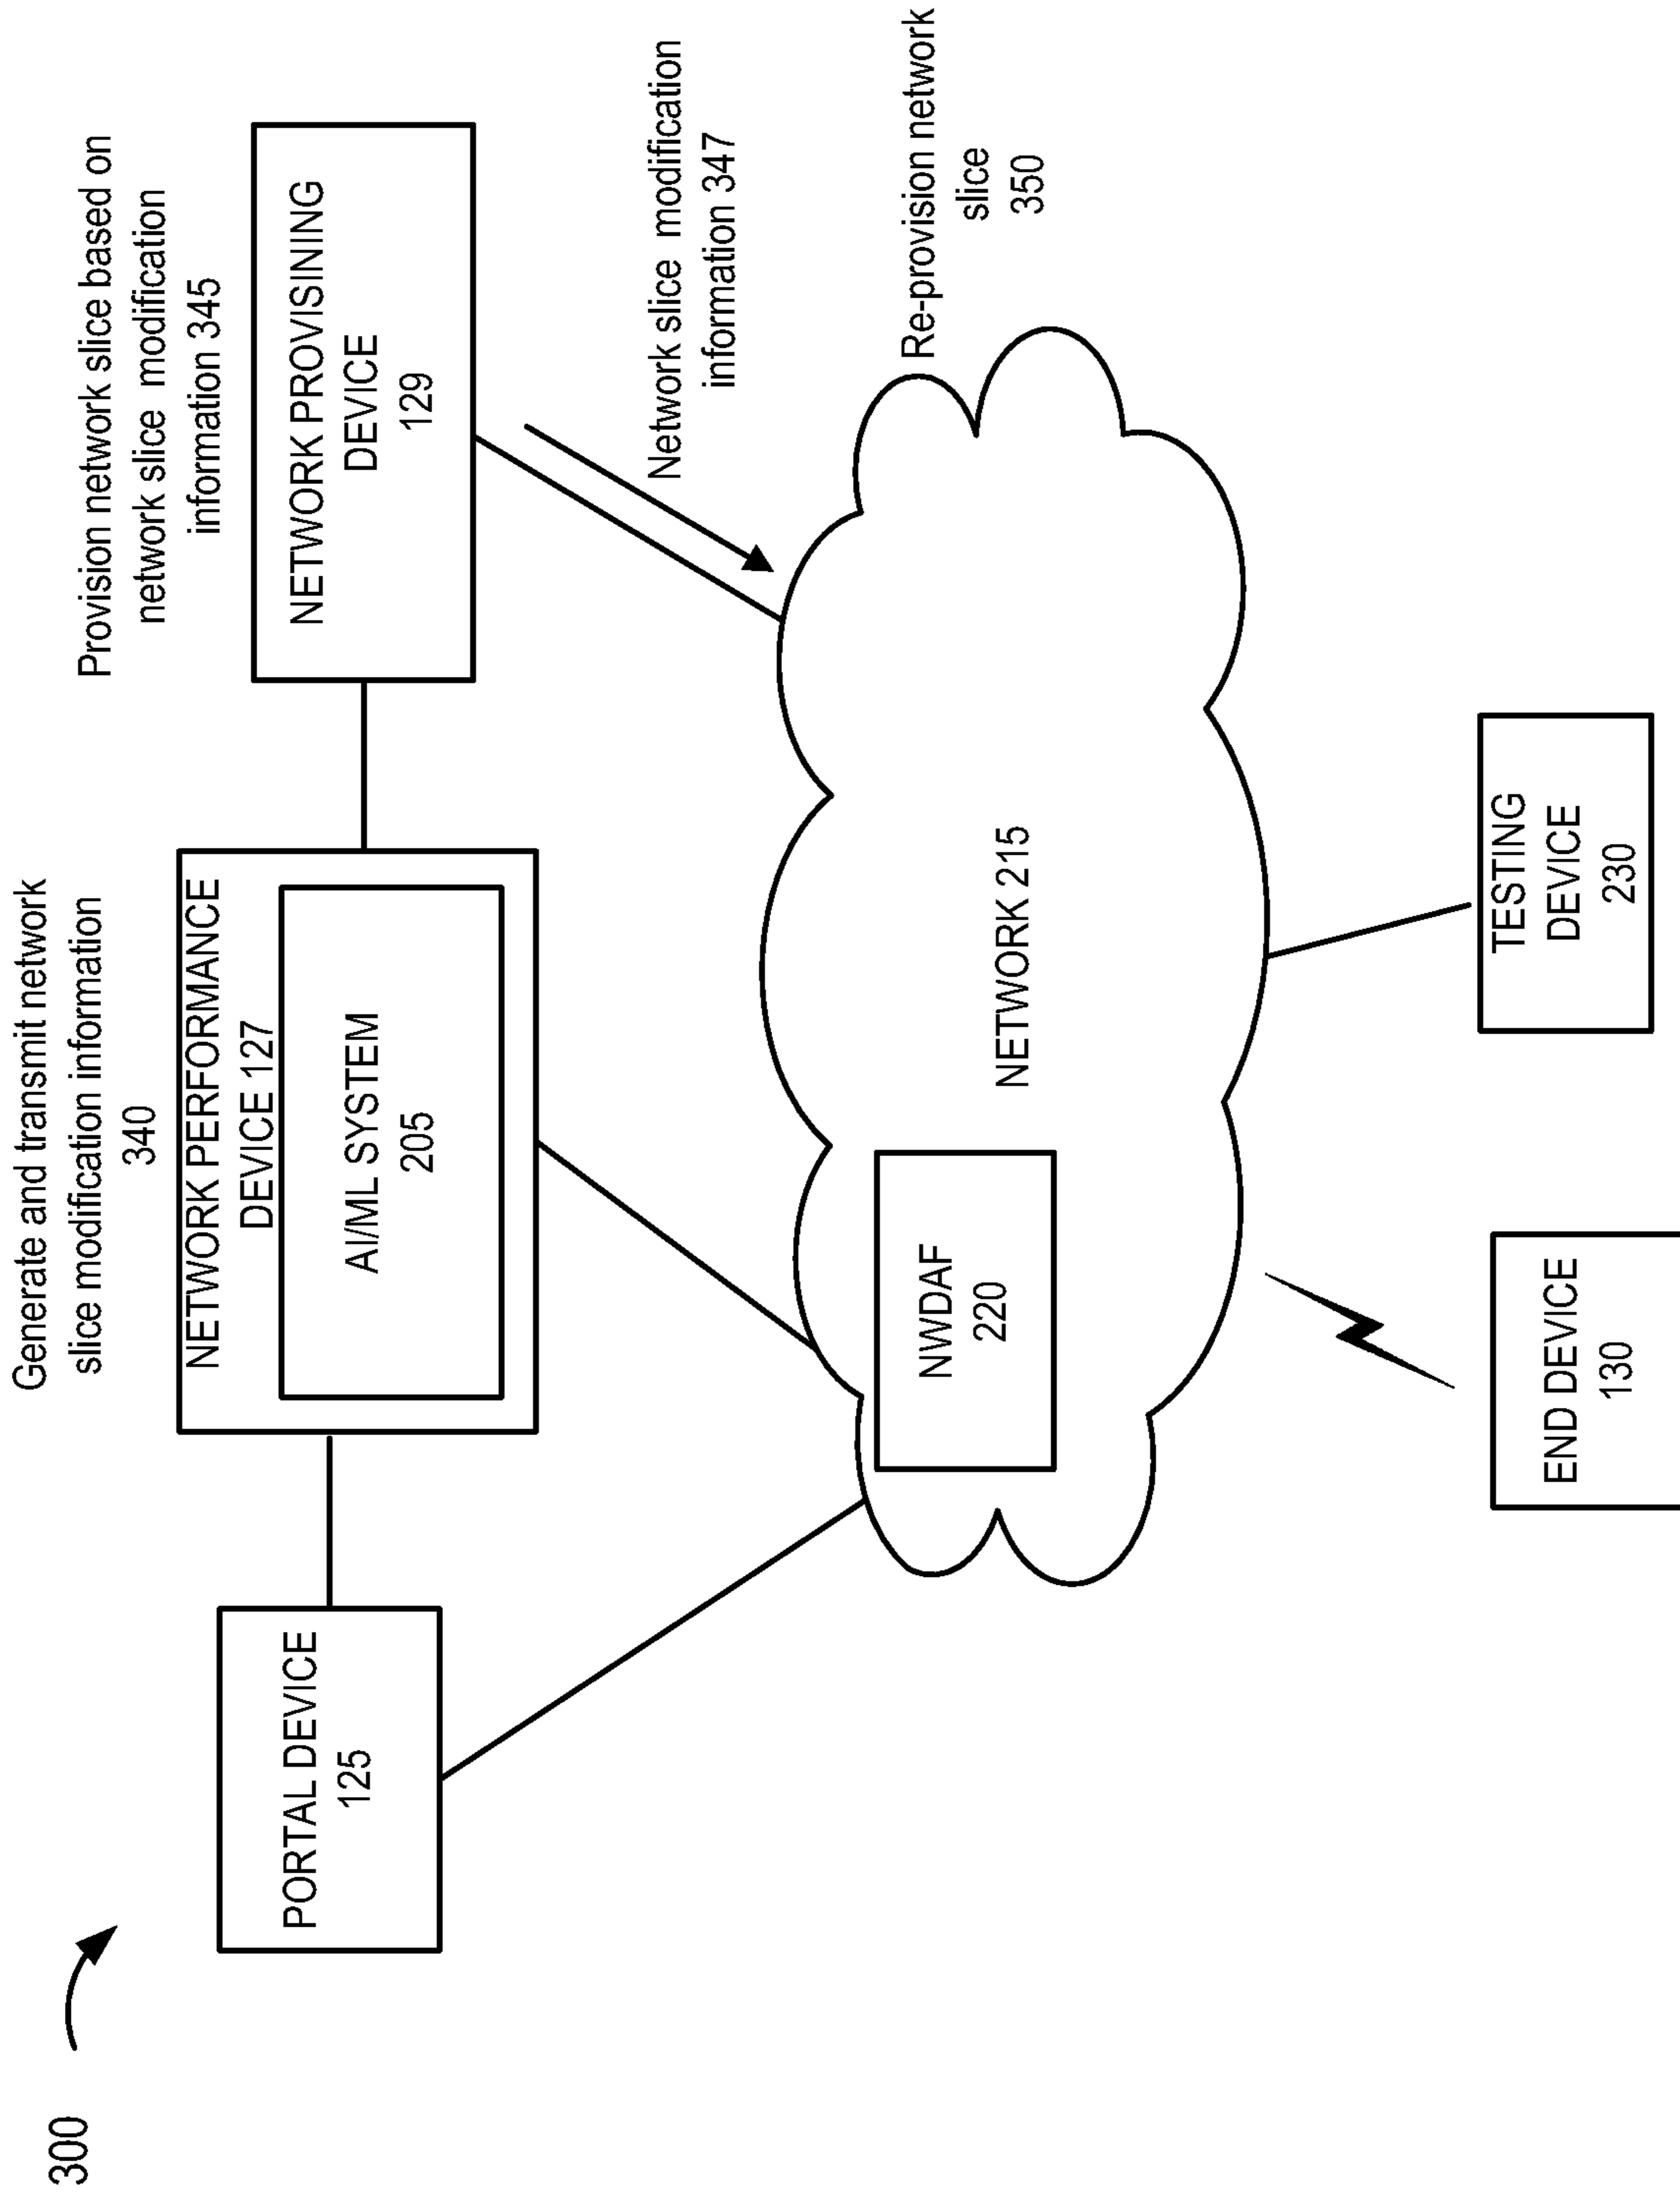 300
Generate and transmit network
slice modification information
340
Provision network slice based on
network slice modification
information 345
PORTAL DEVICE
125
NETWORK PERFORMANCE
DEVICE 127
AI/ML SYSTEM
205
NETWORK PROVISINING
DEVICE
129
Network slice modification
information 347
Re-provision network
slice
350
NWDAF
220
NETWORK 215
END DEVICE
130
TESTING
DEVICE
230